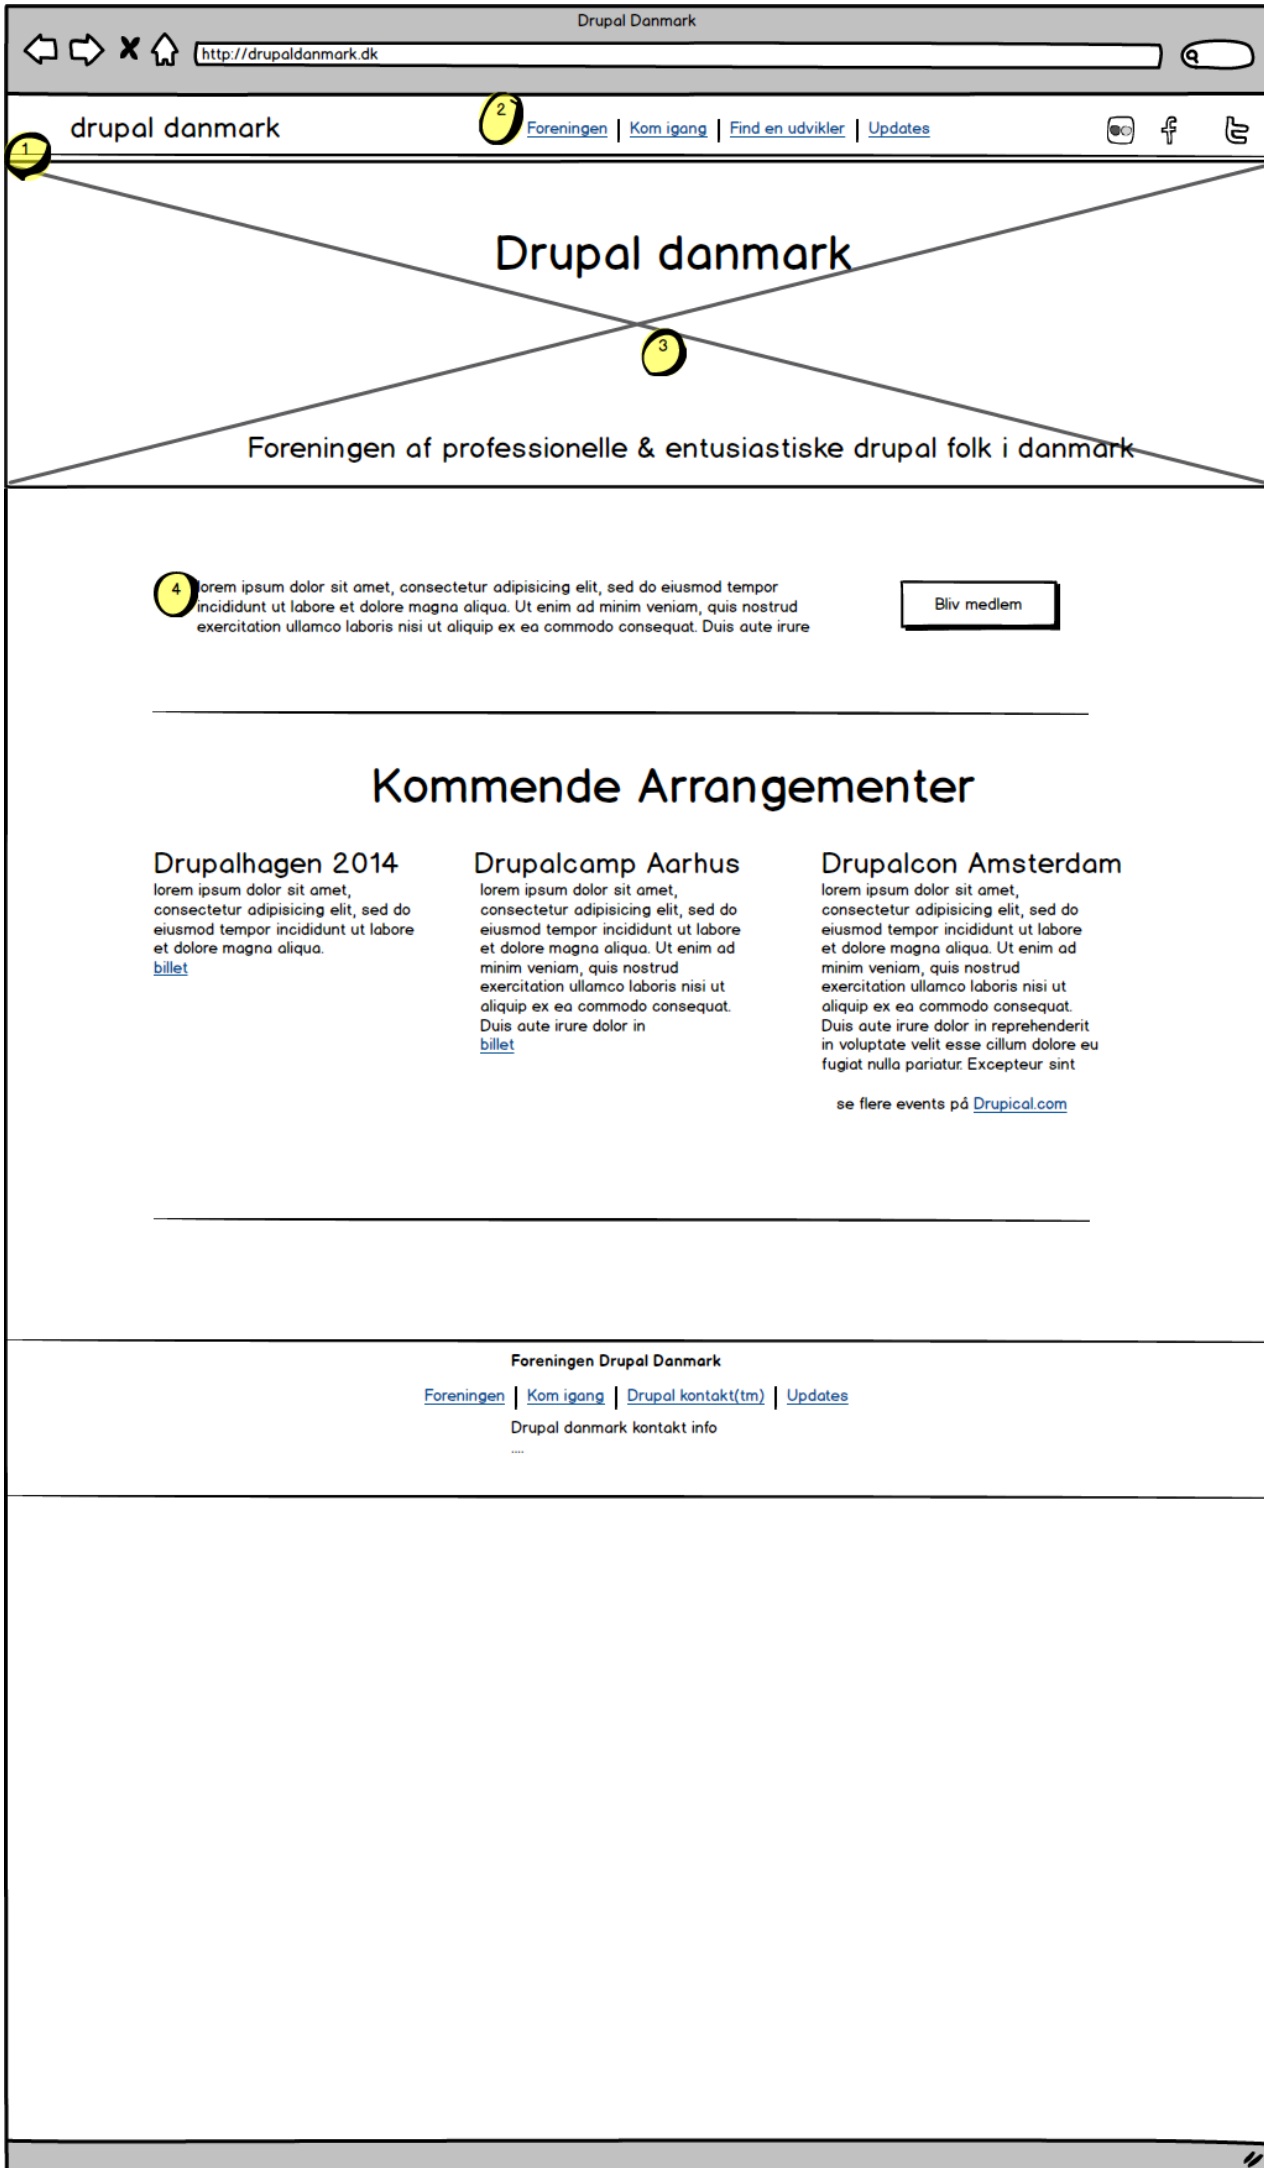 Drupal Danmark
http://drupaldanmark.dk
drupal danmark
2
Foreningen | Kom igang | Find en udvikler | Updates
1
Drupal danmark
3
Foreningen af professionelle & entusiastiske drupal folk i danmark
4
lorem ipsum dolor sit amet, consectetur adipisicing elit, sed do eiusmod tempor
incididunt ut labore et dolore magna aliqua. Ut enim ad minim veniam, quis nostrud
exercitation ullamco laboris nisi ut aliquip ex ea commodo consequat. Duis aute irure
Bliv medlem
Kommende Arrangementer
Drupalhagen 2014
lorem ipsum dolor sit amet,
consectetur adipisicing elit, sed do
eiusmod tempor incididunt ut labore
et dolore magna aliqua.
billet
Drupalcamp Aarhus
lorem ipsum dolor sit amet,
consectetur adipisicing elit, sed do
eiusmod tempor incididunt ut labore
et dolore magna aliqua. Ut enim ad
minim veniam, quis nostrud
exercitation ullamco laboris nisi ut
aliquip ex ea commodo consequat.
Duis aute irure dolor in
billet
Drupalcon Amsterdam
lorem ipsum dolor sit amet,
consectetur adipisicing elit, sed do
eiusmod tempor incididunt ut labore
et dolore magna aliqua. Ut enim ad
minim veniam, quis nostrud
exercitation ullamco laboris nisi ut
aliquip ex ea commodo consequat.
Duis aute irure dolor in reprehenderit
in voluptate velit esse cillum dolore eu
fugiat nulla pariatur. Excepteur sint
se flere events på Drupical.com
Foreningen Drupal Danmark
Foreningen | Kom igang | Drupal kontakt(tm) | Updates
Drupal danmark kontakt info
....